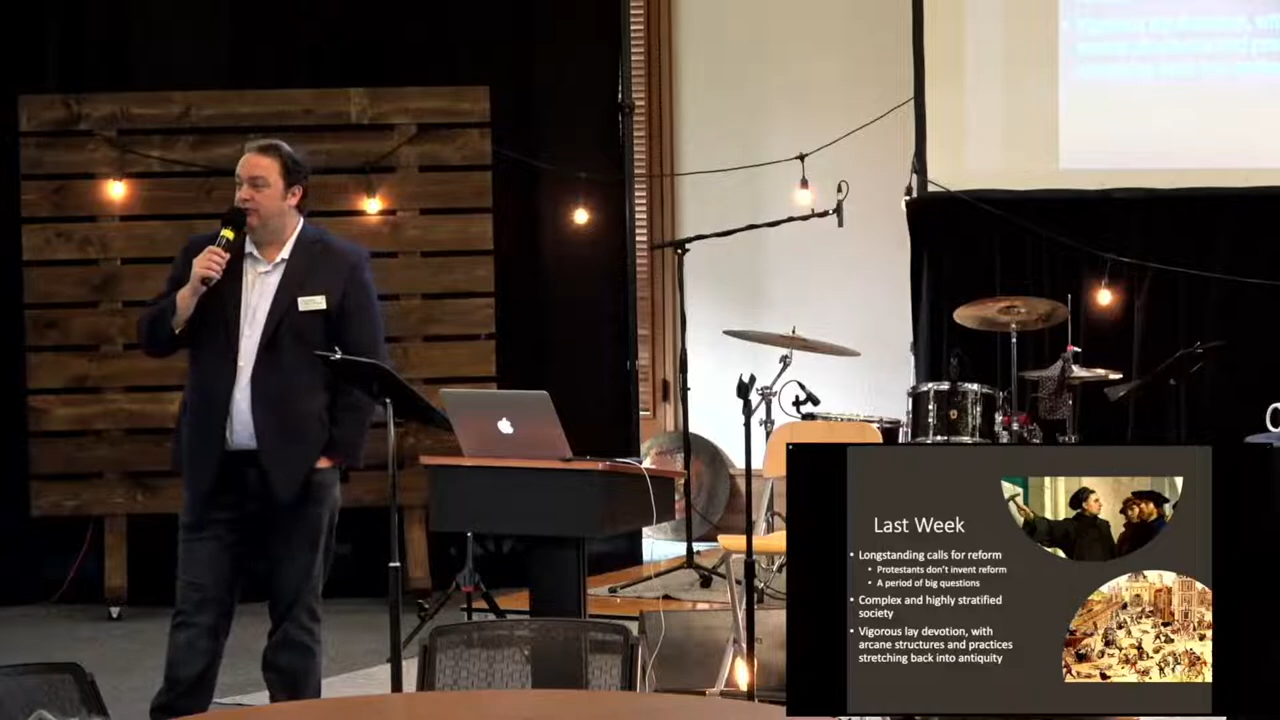 Last Week
• Longstanding calls for reform
• Protestants don't invent reform
• A period of big questions
• Complex and highly stratified
society
• Vigorous lay devotion, with
arcane structures and practices
stretching back into antiquity